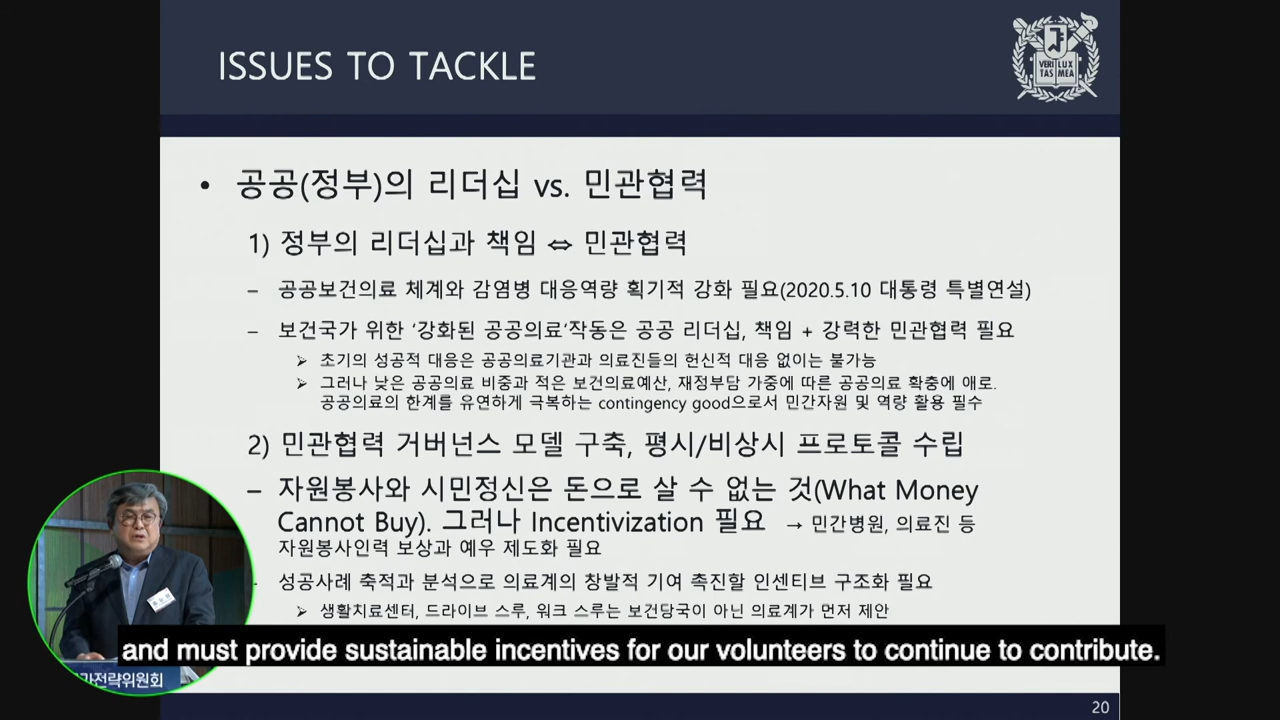 ISSUES TO TACKLE
VERI LUX
TAS MEA
• 공공(정부)의 리더십 vs. 민관협력
1) 정부의 리더십과 책임 ⇔ 민관협력
– 공공보건의료 체계와 감염병 대응역량 획기적 강화 필요(2020.5.10 대통령 특별연설)
– 보건국가 위한 ‘강화된 공공의료‘작동은 공공 리더십, 책임 + 강력한 민관협력 필요
➢ 초기의 성공적 대응은 공공의료기관과 의료진들의 헌신적 대응 없이는 불가능
➢ 그러나 낮은 공공의료 비중과 적은 보건의료예산, 재정부담 가중에 따른 공공의료 확충에 애로.
공공의료의 한계를 유연하게 극복하는 contingency good으로서 민간자원 및 역량 활용 필수
2) 민관협력 거버넌스 모델 구축, 평시/비상시 프로토콜 수립
– 자원봉사와 시민정신은 돈으로 살 수 없는 것(What Money
Cannot Buy). 그러나 Incentivization 필요 → 민간병원, 의료진 등
자원봉사인력 보상과 예우 제도화 필요
- 성공사례 축적과 분석으로 의료계의 창발적 기여 촉진할 인센티브 구조화 필요
➢ 생활치료센터, 드라이브 스루, 워크 스루는 보건당국이 아닌 의료계가 먼저 제안
and must provide sustainable incentives for our volunteers to continue to contribute.
가전략위원회
20